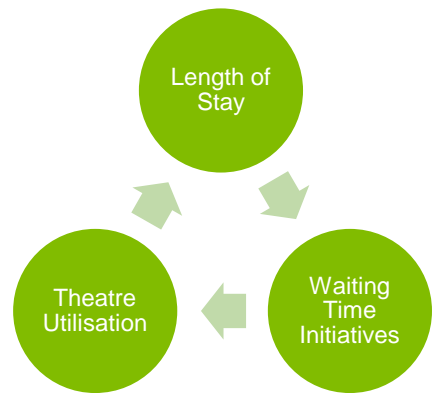 Length of
Stay
Waiting
Time
Initiatives
Theatre
Utilisation